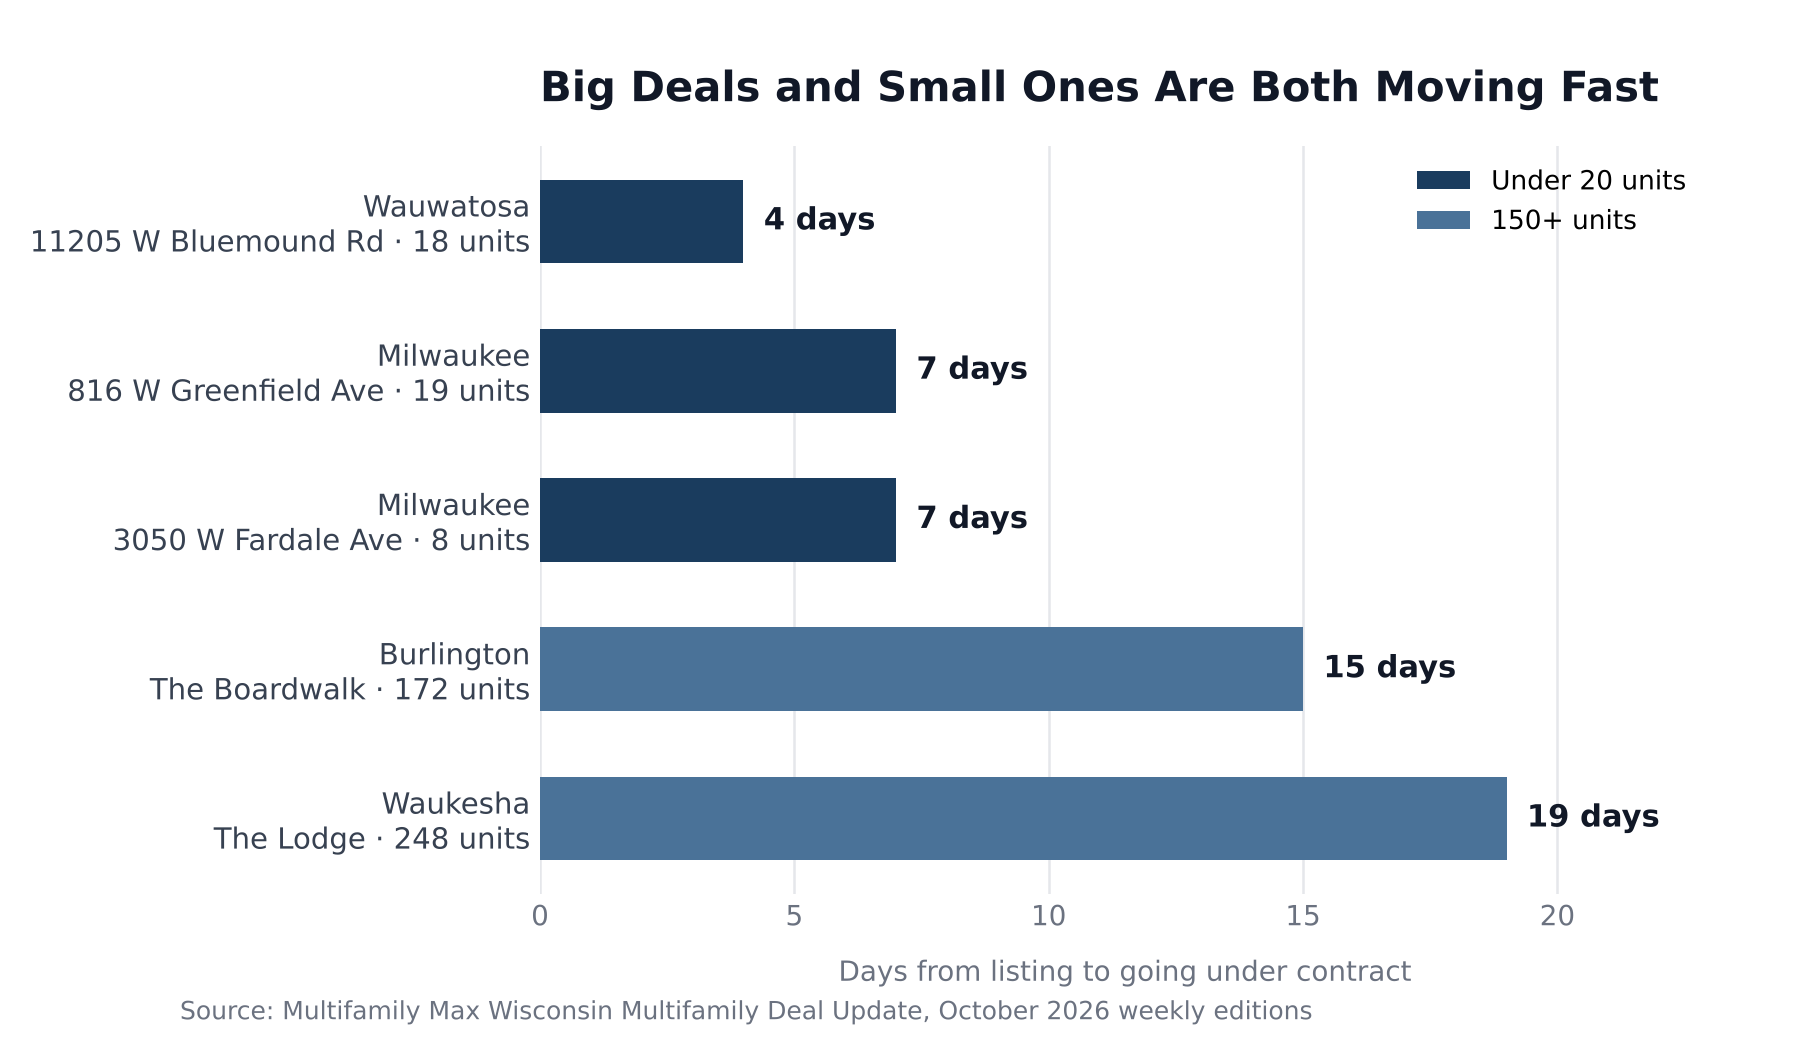 Big Deals and Small Ones Are Both Moving Fast
Under 20 units
150+ units
Wauwatosa
11205 W Bluemound Rd · 18 units
4 days
Milwaukee
816 W Greenfield Ave · 19 units
7 days
Milwaukee
3050 W Fardale Ave · 8 units
7 days
Burlington
The Boardwalk · 172 units
15 days
Waukesha
The Lodge · 248 units
19 days
0 5 10 15 20
Days from listing to going under contract
Source: Multifamily Max Wisconsin Multifamily Deal Update, October 2026 weekly editions